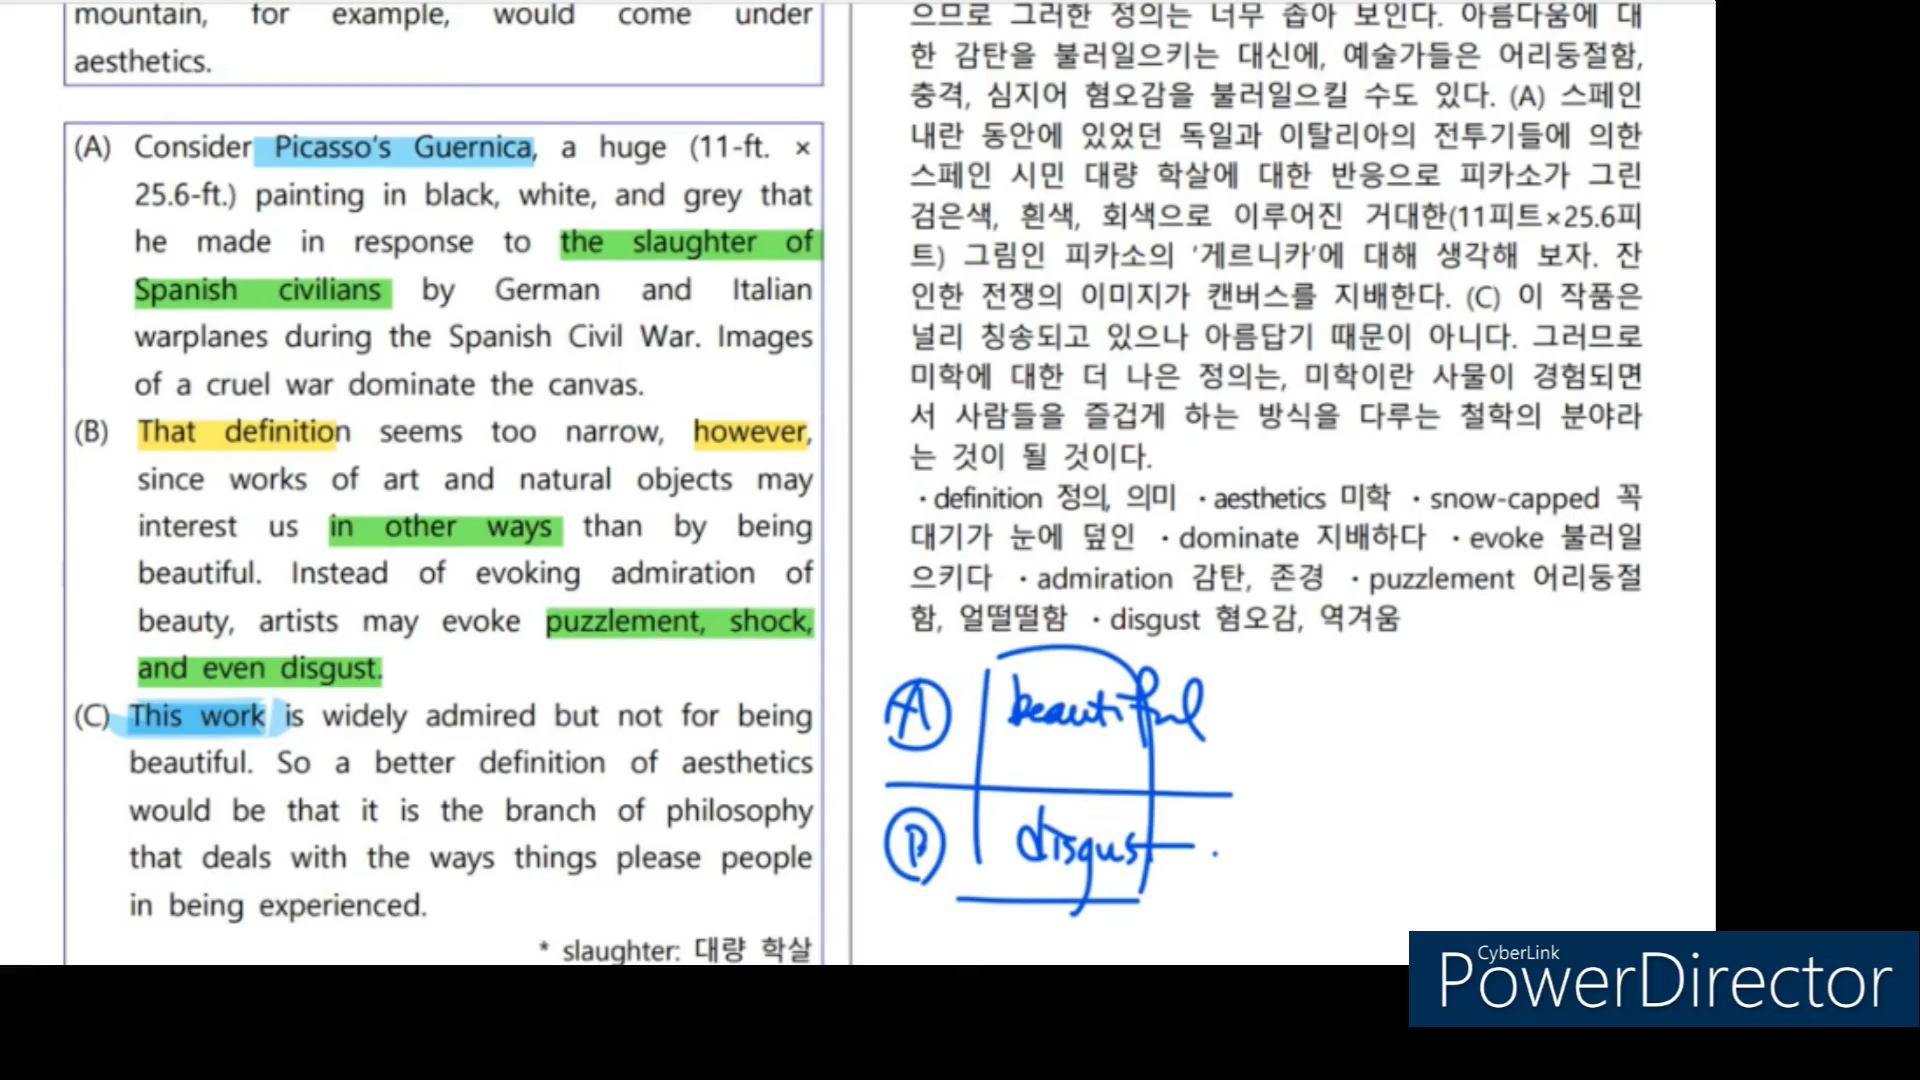 mountain, for example, would come under
aesthetics.
(A) Consider Picasso's Guernica, a huge (11-ft. ×
25.6-ft.) painting in black, white, and grey that
he made in response to the slaughter of
Spanish civilians by German and Italian
warplanes during the Spanish Civil War. Images
of a cruel war dominate the canvas.
(B) That definition seems too narrow, however,
since works of art and natural objects may
interest us in other ways than by being
beautiful. Instead of evoking admiration of
beauty, artists may evoke puzzlement, shock,
and even disgust.
(C) This work is widely admired but not for being
beautiful. So a better definition of aesthetics
would be that it is the branch of philosophy
that deals with the ways things please people
in being experienced.
* slaughter: 대량 학살
으므로 그러한 정의는 너무 좁아 보인다. 아름다움에 대
한 감탄을 불러일으키는 대신에, 예술가들은 어리둥절함,
충격, 심지어 혐오감을 불러일으킬 수도 있다. (A) 스페인
내란 동안에 있었던 독일과 이탈리아의 전투기들에 의한
스페인 시민 대량 학살에 대한 반응으로 피카소가 그린
검은색, 흰색, 회색으로 이루어진 거대한(11피트×25.6피
트) 그림인 피카소의 '게르니카'에 대해 생각해 보자. 잔
인한 전쟁의 이미지가 캔버스를 지배한다. (C) 이 작품은
널리 칭송되고 있으나 아름답기 때문이 아니다. 그러므로
미학에 대한 더 나은 정의는, 미학이란 사물이 경험되면
서 사람들을 즐겁게 하는 방식을 다루는 철학의 분야라
는 것이 될 것이다.
・definition 정의, 의미 ・aesthetics 미학 ・snow-capped 꼭
대기가 눈에 덮인 ・dominate 지배하다 ・evoke 불러일
으키다 ・admiration 감탄, 존경 ・puzzlement 어리둥절
함, 얼떨떨함 ・disgust 혐오감, 역겨움
A beautiful
B disgust
CyberLink
PowerDirector